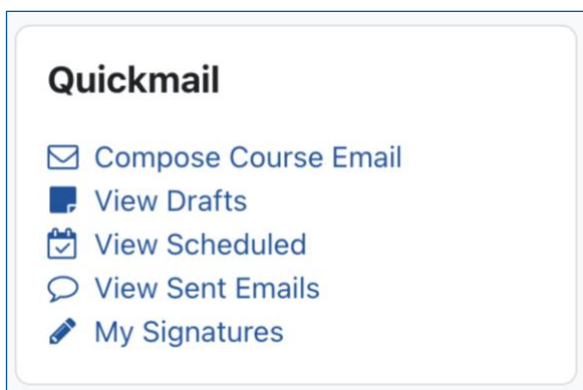 Quickmail
Compose Course Email
View Drafts
View Scheduled
View Sent Emails
My Signatures